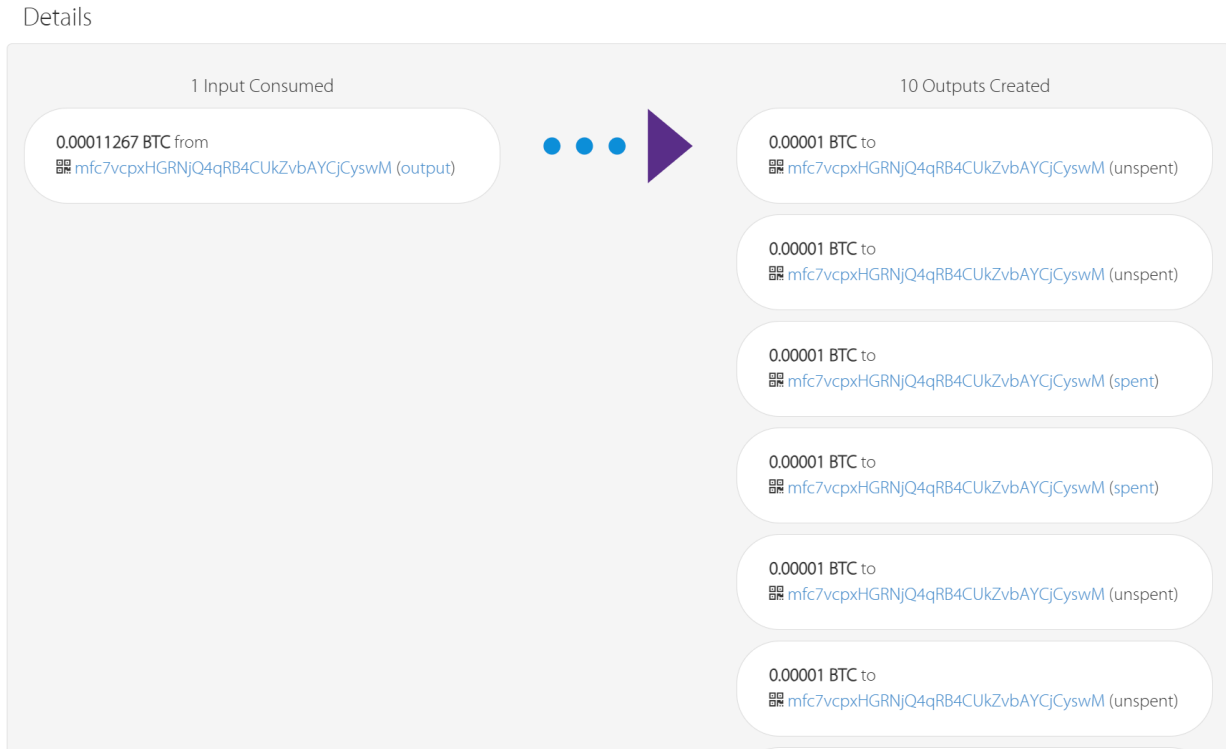 Details
1 Input Consumed
0.00011267 BTC from
mfc7vcpxHGRNjQ4qRB4CUkZvbAYCjCyswM (output)
10 Outputs Created
0.00001 BTC to
mfc7vcpxHGRNjQ4qRB4CUkZvbAYCjCyswM (unspent)
0.00001 BTC to
mfc7vcpxHGRNjQ4qRB4CUkZvbAYCjCyswM (unspent)
0.00001 BTC to
mfc7vcpxHGRNjQ4qRB4CUkZvbAYCjCyswM (spent)
0.00001 BTC to
mfc7vcpxHGRNjQ4qRB4CUkZvbAYCjCyswM (spent)
0.00001 BTC to
mfc7vcpxHGRNjQ4qRB4CUkZvbAYCjCyswM (unspent)
0.00001 BTC to
mfc7vcpxHGRNjQ4qRB4CUkZvbAYCjCyswM (unspent)